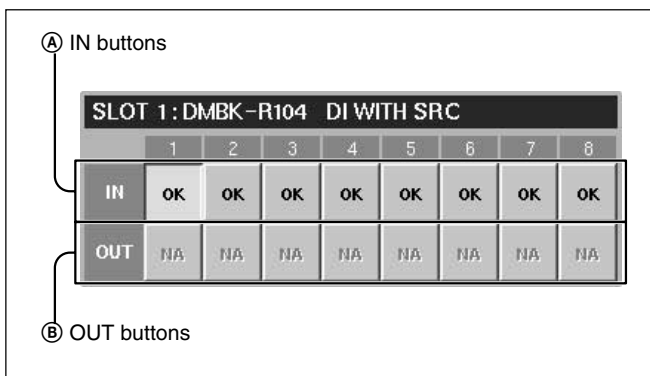 Ⓐ IN buttons
SLOT 1:DMBK-R104 DI WITH SRC
1 2 3 4 5 6 7 8
IN OK OK OK OK OK OK OK OK
OUT NA NA NA NA NA NA NA NA
Ⓑ OUT buttons